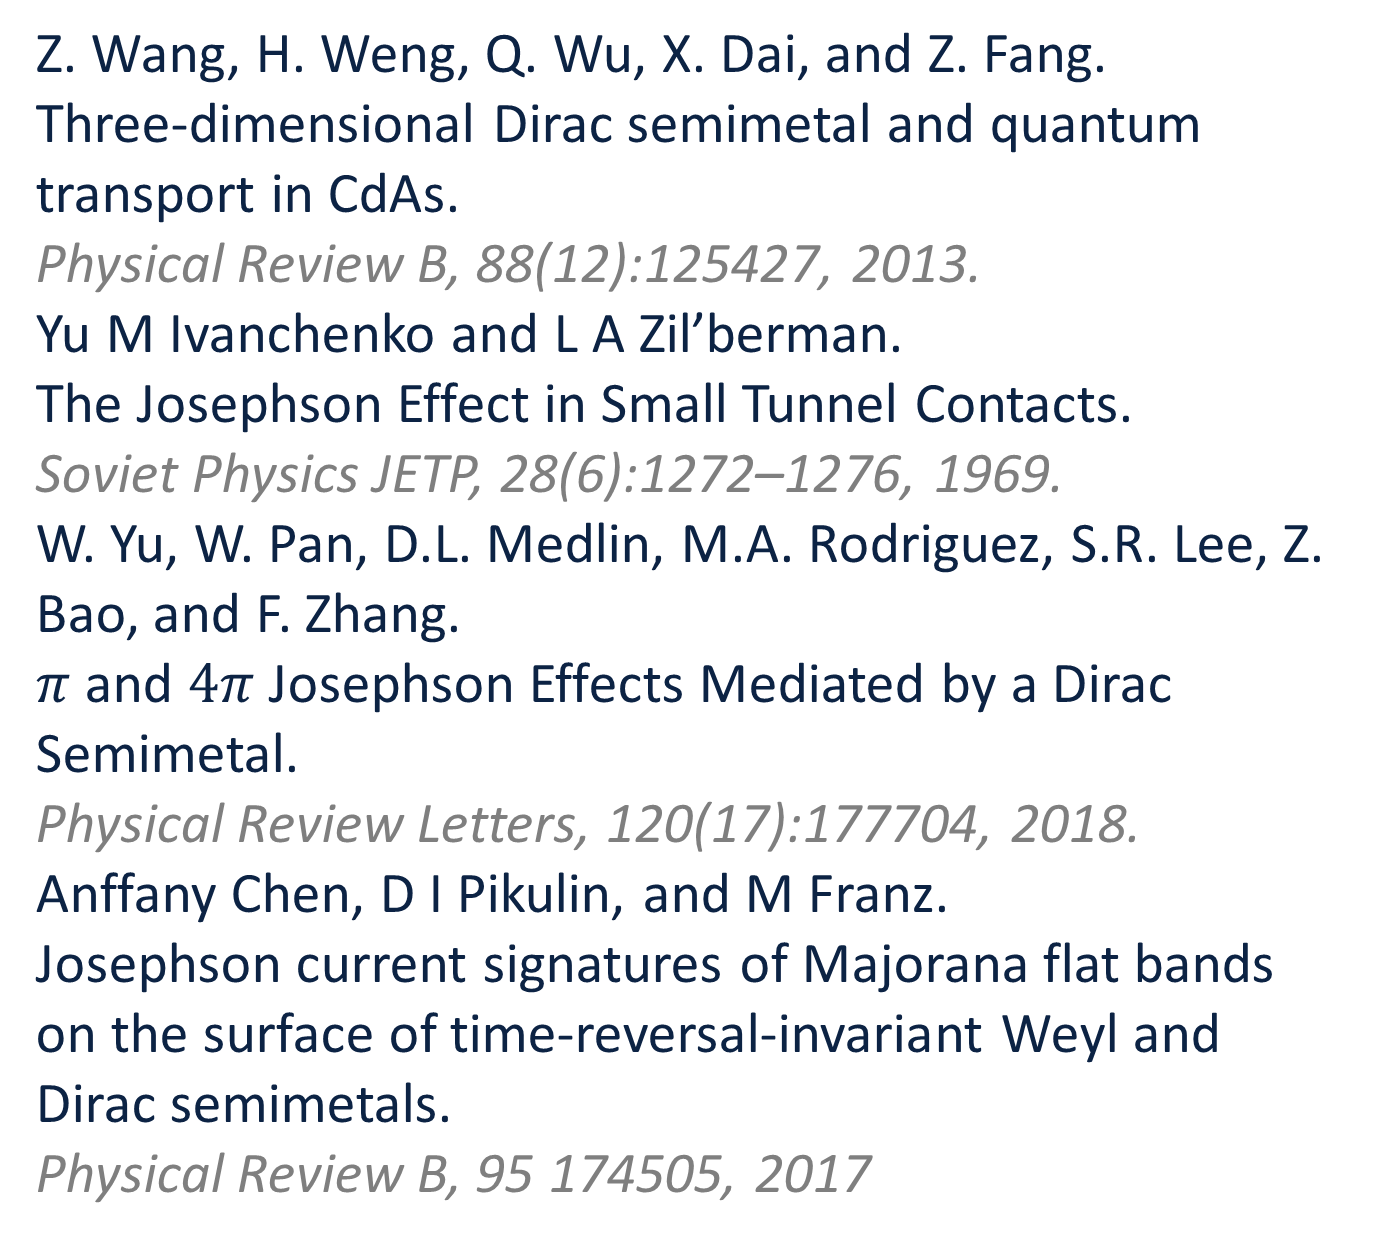 Z. Wang, H. Weng, Q. Wu, X. Dai, and Z. Fang.
Three-dimensional Dirac semimetal and quantum
transport in CdAs.
Physical Review B, 88(12):125427, 2013.
Yu M Ivanchenko and L A Zil’berman.
The Josephson Effect in Small Tunnel Contacts.
Soviet Physics JETP, 28(6):1272–1276, 1969.
W. Yu, W. Pan, D.L. Medlin, M.A. Rodriguez, S.R. Lee, Z.
Bao, and F. Zhang.
𝜋 and 4𝜋 Josephson Effects Mediated by a Dirac
Semimetal.
Physical Review Letters, 120(17):177704, 2018.
Anffany Chen, D I Pikulin, and M Franz.
Josephson current signatures of Majorana flat bands
on the surface of time-reversal-invariant Weyl and
Dirac semimetals.
Physical Review B, 95 174505, 2017